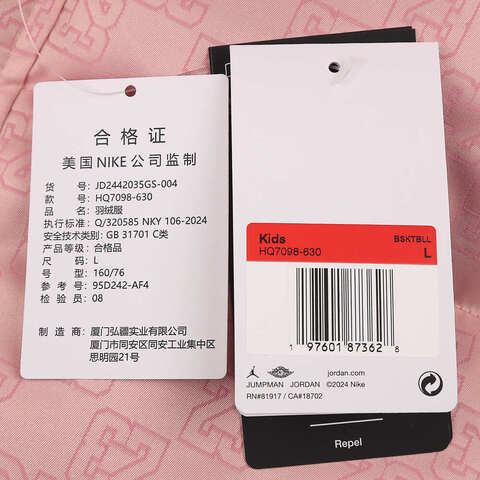 合格证
美国NIKE公司监制
货 号: JD2442035GS-004
款 号: HQ7098-630
品 名: 羽绒服
执行标准: Q/320585 NKY 106-2024
安全技术类别: GB 31701 C类
产品等级: 合格品
尺 码: L
型 号: 160/76
参 考 号: 95D242-AF4
检 验 员: 08
制 造 商: 厦门弘疆实业有限公司
厦门市同安区同安工业集中区
思明园21号
Kids
BSKTBLL
HQ7098-630
L
1 97601 87362 8
JUMPMAN JORDAN
jordan.com
©2024 Nike
RN#81917 / CA#18702
Repel